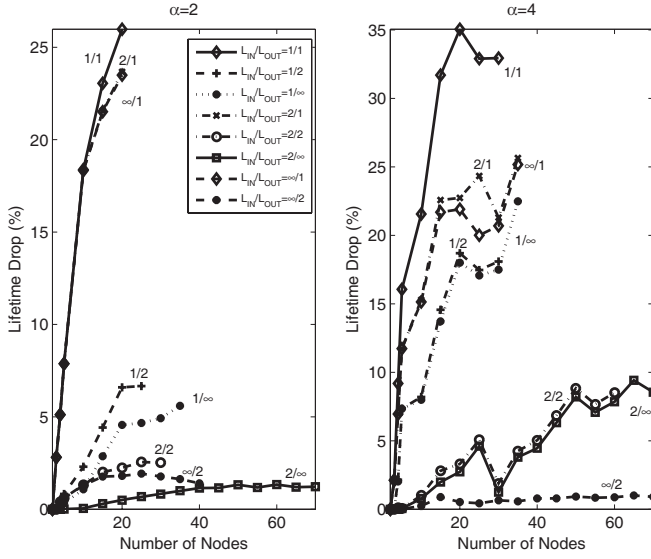 α=2
25
20
15
10
5
0
0
20
40
60
Lifetime Drop (%)
Number of Nodes
1/1
2/1
∞/1
L_IN/L_OUT=1/1
L_IN/L_OUT=1/2
L_IN/L_OUT=1/∞
L_IN/L_OUT=2/1
L_IN/L_OUT=2/2
L_IN/L_OUT=2/∞
L_IN/L_OUT=∞/1
L_IN/L_OUT=∞/2
1/2
1/∞
2/2
∞/2
2/∞
α=4
35
30
25
20
15
10
5
0
0
20
40
60
Lifetime Drop (%)
Number of Nodes
1/1
2/1
∞/1
1/2
1/∞
2/2
2/∞
∞/2